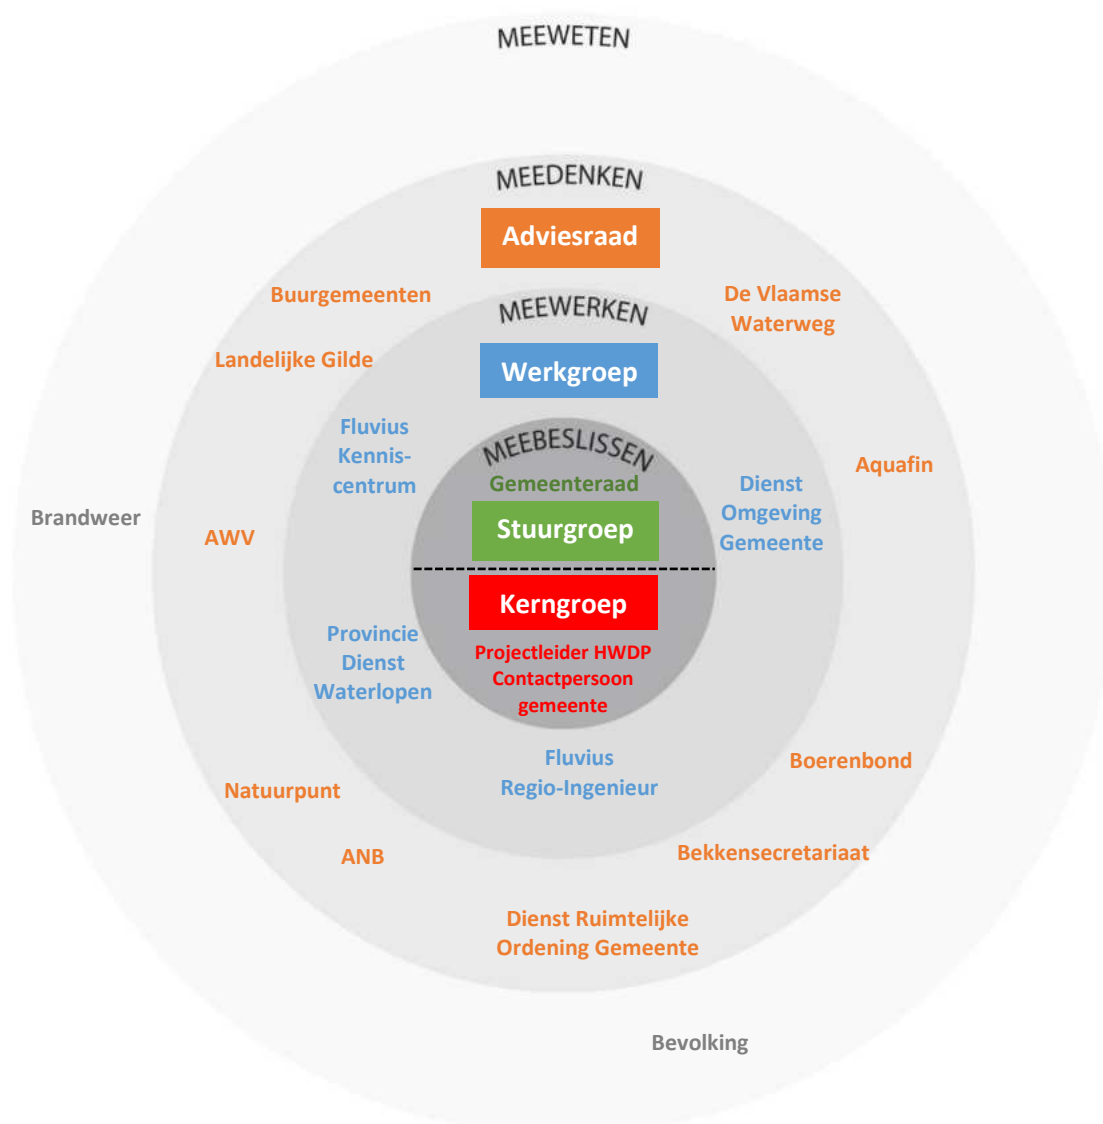 MEEWETEN
MEEDENKEN
Adviesraad
Buurgemeenten
De Vlaamse
Waterweg
MEEWERKEN
Landelijke Gilde
Werkgroep
Fluvius
Kennis-
centrum
MEEBESLISSEN
Gemeenteraad
Aquafin
Dienst
Omgeving
Gemeente
Brandweer
AWV
Stuurgroep
Kerngroep
Provincie
Dienst
Waterlopen
Projectleider HWDP
Contactpersoon
gemeente
Fluvius
Regio-Ingenieur
Boerenbond
Natuurpunt
ANB
Bekkensecretariaat
Dienst Ruimtelijke
Ordening Gemeente
Bevolking